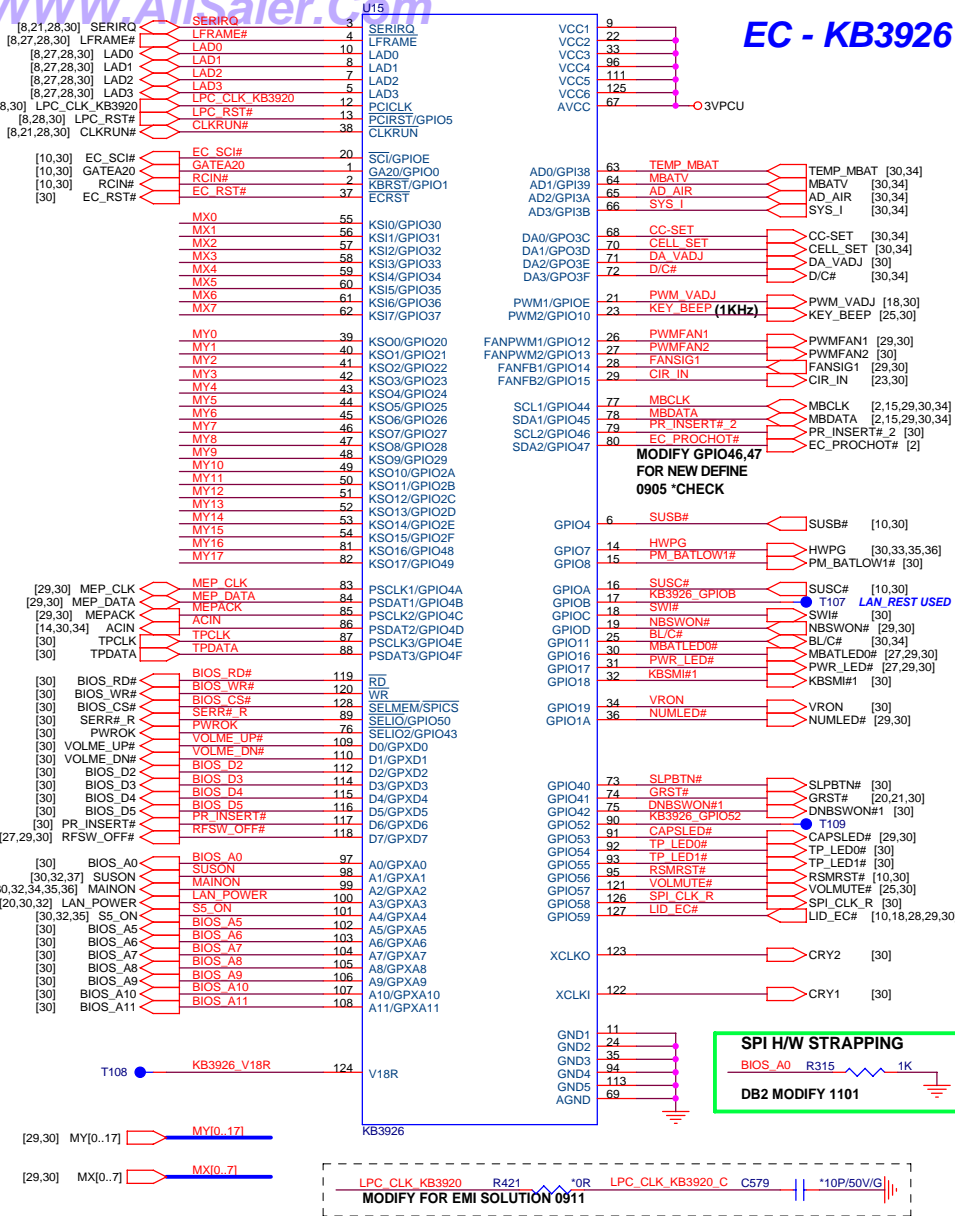 www.AllSaler.Com
U15
EC - KB3926
[8,21,28,30] SERIRQ SERIRQ 3 SERIRQ VCC1 9
[8,27,28,30] LFRAME# LFRAME# 4 LFRAME VCC2 22
[8,27,28,30] LAD0 LAD0 10 LAD0 VCC3 33
[8,27,28,30] LAD1 LAD1 8 LAD1 VCC4 96
[8,27,28,30] LAD2 LAD2 7 LAD2 VCC5 111
[8,27,28,30] LAD3 LAD3 5 LAD3 VCC6 125
8,30] LPC_CLK_KB3920 LPC_CLK_KB3920 12 PCICLK AVCC 67 3VPCU
[8,28,30] LPC_RST# LPC_RST# 13 PCIRST/GPIO5
[8,21,28,30] CLKRUN# CLKRUN# 38 CLKRUN
[10,30] EC_SCI# EC_SCI# 20 SCI/GPIOE AD0/GPI38 63 TEMP_MBAT TEMP_MBAT [30,34]
[10,30] GATEA20 GATEA20 1 GA20/GPIO0 AD1/GPI39 64 MBATV MBATV [30,34]
[10,30] RCIN# RCIN# 2 KBRST/GPIO1 AD2/GPI3A 65 AD_AIR AD_AIR [30,34]
[30] EC_RST# EC_RST# 37 ECRST AD3/GPI3B 66 SYS_I SYS_I [30,34]
MX0 55 KSI0/GPIO30 DA0/GPO3C 68 CC-SET CC-SET [30,34]
MX1 56 KSI1/GPIO31 DA1/GPO3D 70 CELL_SET CELL_SET [30,34]
MX2 57 KSI2/GPIO32 DA2/GPO3E 71 DA_VADJ DA_VADJ [30]
MX3 58 KSI3/GPIO33 DA3/GPO3F 72 D/C# D/C# [30,34]
MX4 59 KSI4/GPIO34
MX5 60 KSI5/GPIO35
MX6 61 KSI6/GPIO36 PWM1/GPIOE 21 PWM_VADJ PWM_VADJ [18,30]
MX7 62 KSI7/GPIO37 PWM2/GPIO10 23 KEY_BEEP (1KHz) KEY_BEEP [25,30]
MY0 39 KSO0/GPIO20 FANPWM1/GPIO12 26 PWMFAN1 PWMFAN1 [29,30]
MY1 40 KSO1/GPIO21 FANPWM2/GPIO13 27 PWMFAN2 PWMFAN2 [30]
MY2 41 KSO2/GPIO22 FANFB1/GPIO14 28 FANSIG1 FANSIG1 [29,30]
MY3 42 KSO3/GPIO23 FANFB2/GPIO15 29 CIR_IN CIR_IN [23,30]
MY4 43 KSO4/GPIO24
MY5 44 KSO5/GPIO25 SCL1/GPIO44 77 MBCLK MBCLK [2,15,29,30,34]
MY6 45 KSO6/GPIO26 SDA1/GPIO45 78 MBDATA MBDATA [2,15,29,30,34]
MY7 46 KSO7/GPIO27 SCL2/GPIO46 79 PR_INSERT#_2 PR_INSERT#_2 [30]
MY8 47 KSO8/GPIO28 SDA2/GPIO47 80 EC_PROCHOT# EC_PROCHOT# [2]
MY9 48 KSO9/GPIO29 MODIFY GPIO46,47
MY10 49 KSO10/GPIO2A FOR NEW DEFINE
MY11 50 KSO11/GPIO2B 0905 *CHECK
MY12 51 KSO12/GPIO2C
MY13 52 KSO13/GPIO2D
MY14 53 KSO14/GPIO2E GPIO4 6 SUSB# SUSB# [10,30]
MY15 54 KSO15/GPIO2F
MY16 81 KSO16/GPIO48 GPIO7 14 HWPG HWPG [30,33,35,36]
MY17 82 KSO17/GPIO49 GPIO8 15 PM_BATLOW1# PM_BATLOW1# [30]
[29,30] MEP_CLK MEP_CLK 83 PSCLK1/GPIO4A GPIOA 16 SUSC# SUSC# [10,30]
[29,30] MEP_DATA MEP_DATA 84 PSDAT1/GPIO4B GPIOB 17 KB3926_GPIOB T107 LAN_REST USED
[29,30] MEPACK MEPACK 85 PSCLK2/GPIO4C GPIOC 18 SWI# SWI# [30]
[14,30,34] ACIN ACIN 86 PSDAT2/GPIO4D GPIOD 19 NBSWON# NBSWON# [29,30]
[30] TPCLK TPCLK 87 PSCLK3/GPIO4E GPIO11 25 BL/C# BL/C# [30,34]
[30] TPDATA TPDATA 88 PSDAT3/GPIO4F GPIO16 30 MBATLED0# MBATLED0# [27,29,30]
GPIO17 31 PWR_LED# PWR_LED# [27,29,30]
[30] BIOS_RD# BIOS_RD# 119 RD GPIO18 32 KBSMI#1 KBSMI#1 [30]
[30] BIOS_WR# BIOS_WR# 120 WR
[30] BIOS_CS# BIOS_CS# 128 SELMEM/SPICS GPIO19 34 VRON VRON [30]
[30] SERR#_R SERR#_R 89 SELIO/GPIO50 GPIO1A 36 NUMLED# NUMLED# [29,30]
[30] PWROK PWROK 76 SELIO2/GPIO43
[30] VOLME_UP# VOLME_UP# 109 D0/GPXD0
[30] VOLME_DN# VOLME_DN# 110 D1/GPXD1
[30] BIOS_D2 BIOS_D2 112 D2/GPXD2
[30] BIOS_D3 BIOS_D3 114 D3/GPXD3 GPIO40 73 SLPBTN# SLPBTN# [30]
[30] BIOS_D4 BIOS_D4 115 D4/GPXD4 GPIO41 74 GRST# GRST# [20,21,30]
[30] BIOS_D5 BIOS_D5 116 D5/GPXD5 GPIO42 75 DNBSWON#1 DNBSWON#1 [30]
[30] PR_INSERT# PR_INSERT# 117 D6/GPXD6 GPIO52 90 KB3926_GPIO52 T109
[27,29,30] RFSW_OFF# RFSW_OFF# 118 D7/GPXD7 GPIO53 91 CAPSLED# CAPSLED# [29,30]
GPIO54 92 TP_LED0# TP_LED0# [30]
[30] BIOS_A0 BIOS_A0 97 A0/GPXA0 GPIO55 93 TP_LED1# TP_LED1# [30]
[30,32,37] SUSON SUSON 98 A1/GPXA1 GPIO56 95 RSMRST# RSMRST# [10,30]
30,32,34,35,36] MAINON MAINON 99 A2/GPXA2 GPIO57 121 VOLMUTE# VOLMUTE# [25,30]
[20,30,32] LAN_POWER LAN_POWER 100 A3/GPXA3 GPIO58 126 SPI_CLK_R SPI_CLK_R [30]
[30,32,35] S5_ON S5_ON 101 A4/GPXA4 GPIO59 127 LID_EC# LID_EC# [10,18,28,29,30
[30] BIOS_A5 BIOS_A5 102 A5/GPXA5
[30] BIOS_A6 BIOS_A6 103 A6/GPXA6
[30] BIOS_A7 BIOS_A7 104 A7/GPXA7 XCLKO 123 CRY2 [30]
[30] BIOS_A8 BIOS_A8 105 A8/GPXA8
[30] BIOS_A9 BIOS_A9 106 A9/GPXA9
[30] BIOS_A10 BIOS_A10 107 A10/GPXA10 XCLKI 122 CRY1 [30]
[30] BIOS_A11 BIOS_A11 108 A11/GPXA11
GND1 11
GND2 24
GND3 35
GND4 94
GND5 113
AGND 69
SPI H/W STRAPPING
BIOS_A0 R315 1K
DB2 MODIFY 1101
T108 KB3926_V18R 124 V18R
KB3926
[29,30] MY[0..17] MY[0..17]
[29,30] MX[0..7] MX[0..7]
LPC_CLK_KB3920 R421 *0R LPC_CLK_KB3920_C C579 *10P/50V/G
MODIFY FOR EMI SOLUTION 0911